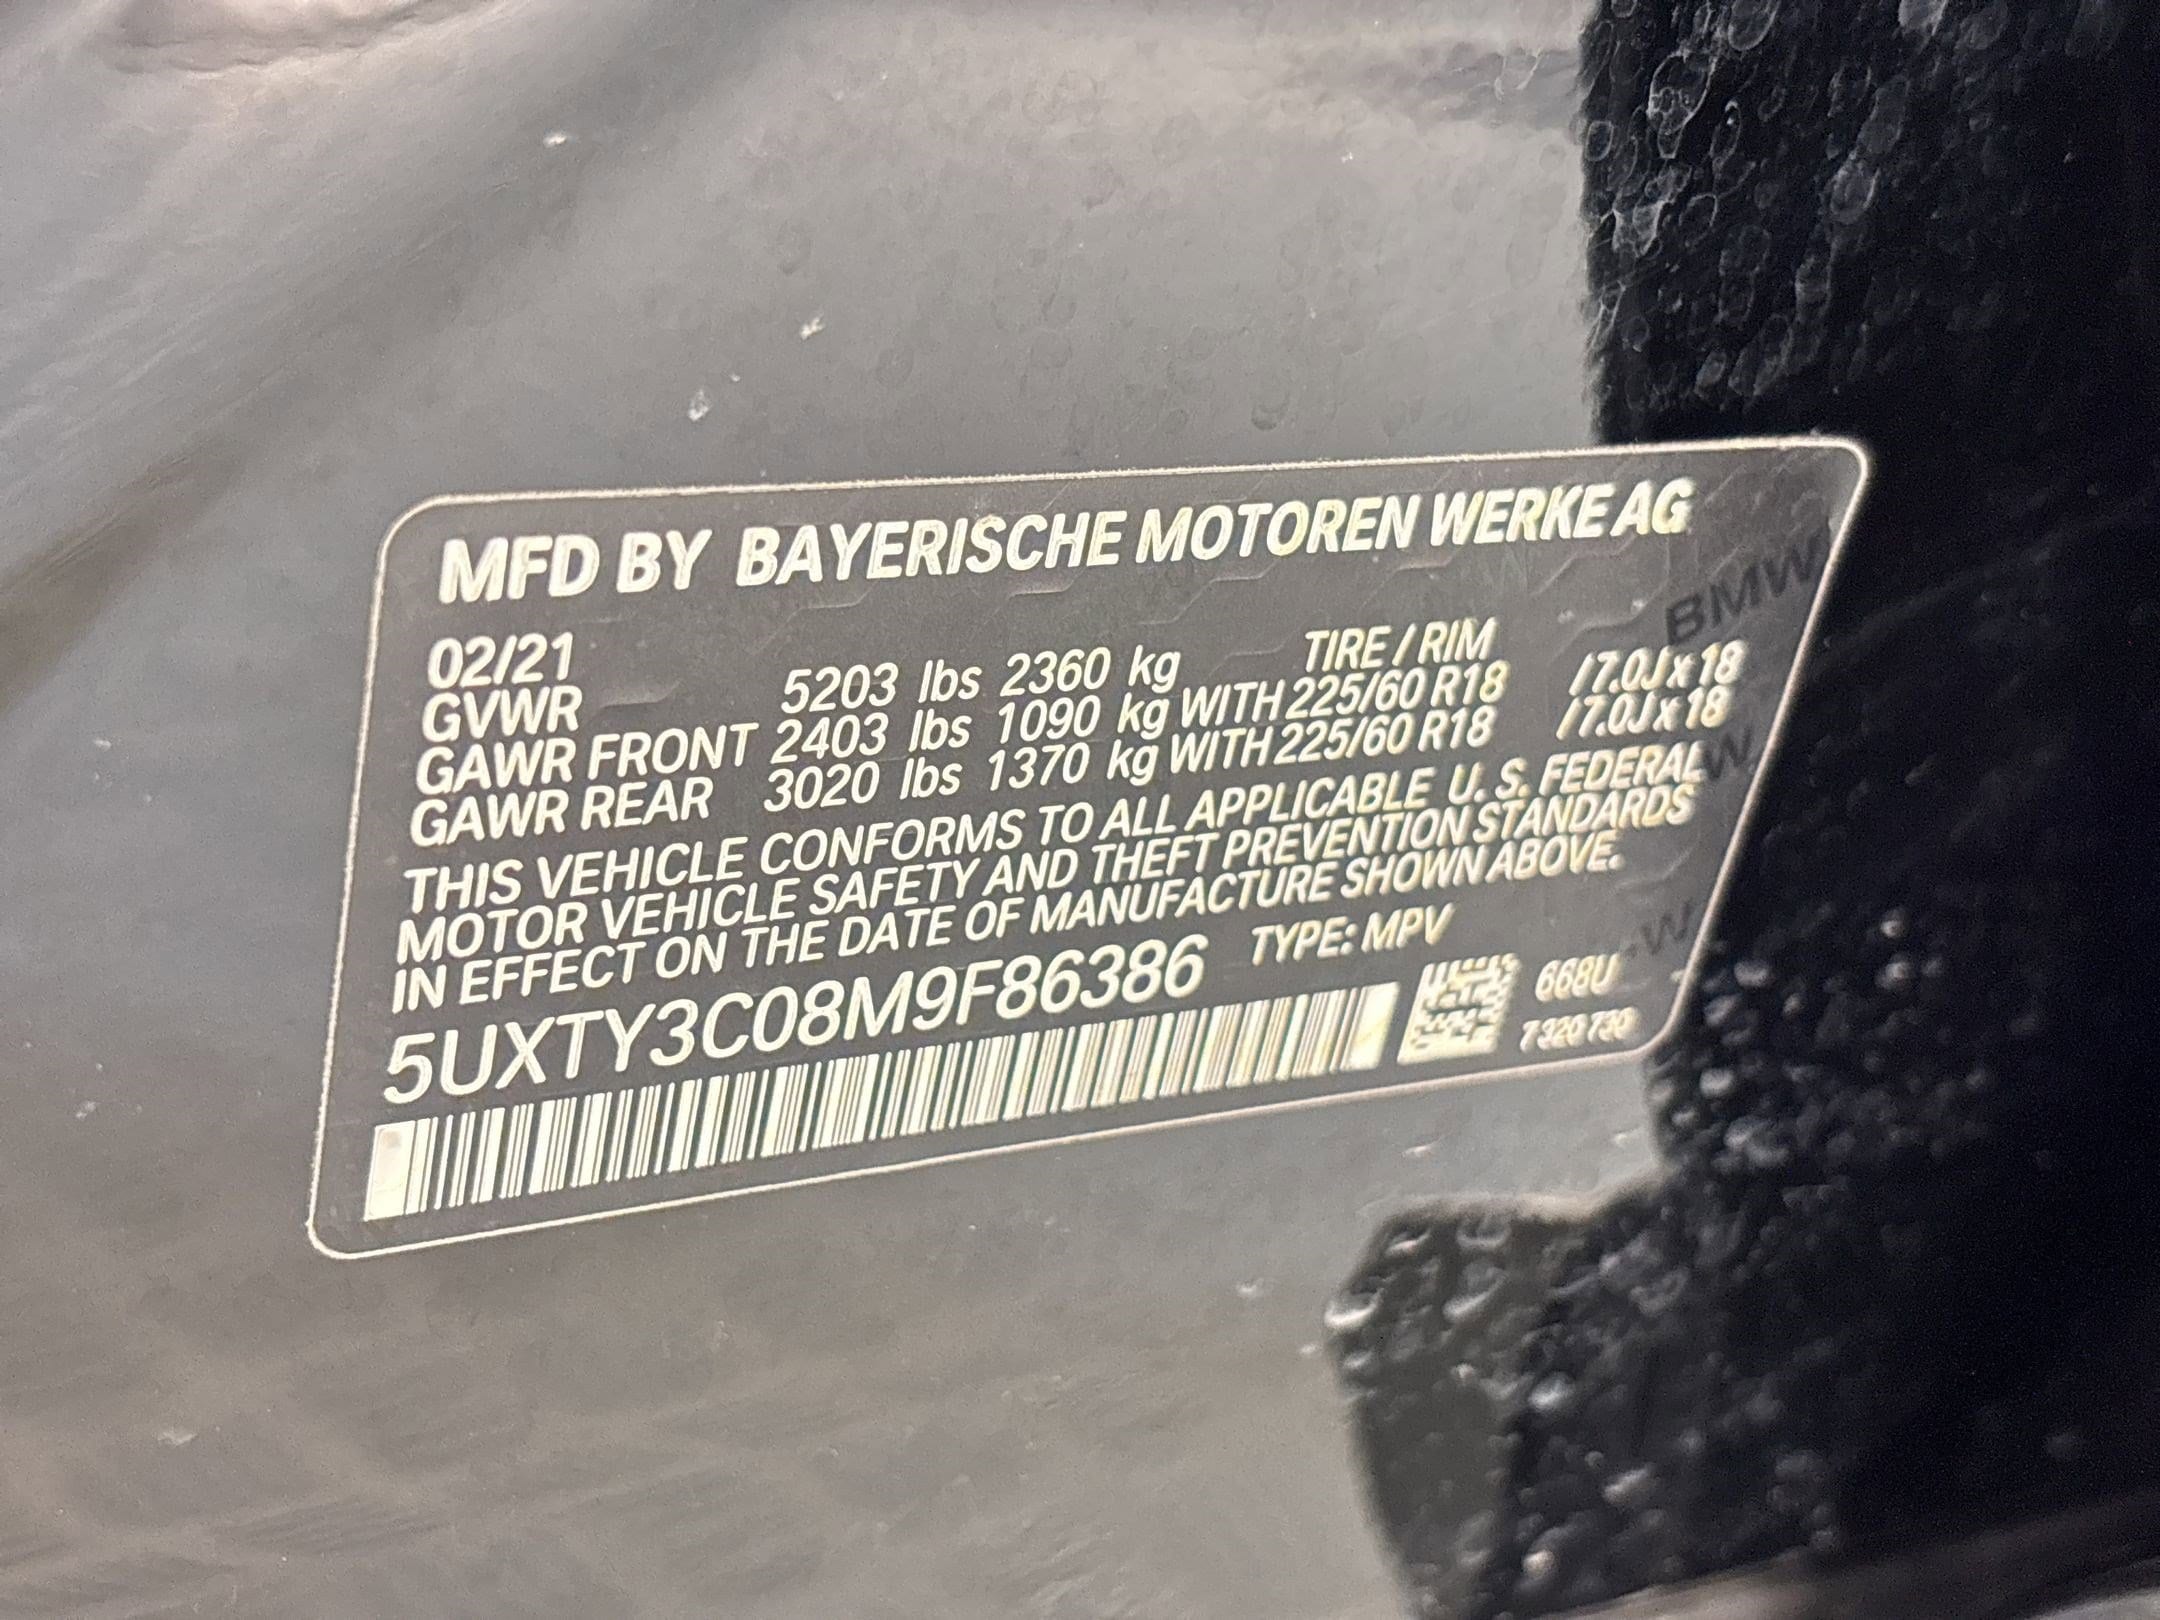 MFD BY BAYERISCHE MOTOREN WERKE AG
BMW
02/21 TIRE / RIM
GVWR 5203 lbs 2360 kg
GAWR FRONT 2403 lbs 1090 kg WITH 225/60 R18 /7.0J x 18
GAWR REAR 3020 lbs 1370 kg WITH 225/60 R18 /7.0J x 18
THIS VEHICLE CONFORMS TO ALL APPLICABLE U. S. FEDERAL
MOTOR VEHICLE SAFETY AND THEFT PREVENTION STANDARDS
IN EFFECT ON THE DATE OF MANUFACTURE SHOWN ABOVE.
5UXTY3C08M9F86386 TYPE: MPV
668U
7 320 730